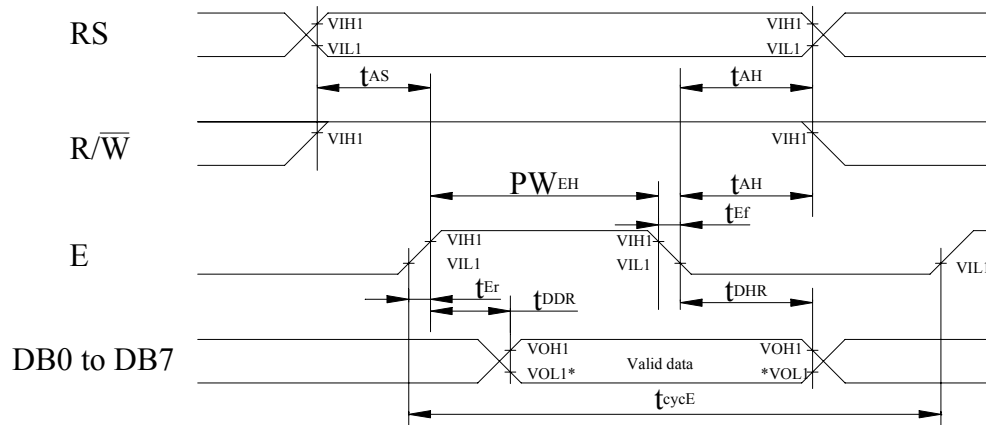 RS
VIH1
VIL1
VIH1
VIL1
tAS
tAH
R/W̅
VIH1
VIH1
PWEH
tAH
tEf
E
VIH1
VIL1
VIH1
VIL1
VIL1
tEr
tDDR
tDHR
DB0 to DB7
VOH1
VOL1*
Valid data
VOH1
*VOL1
tcycE